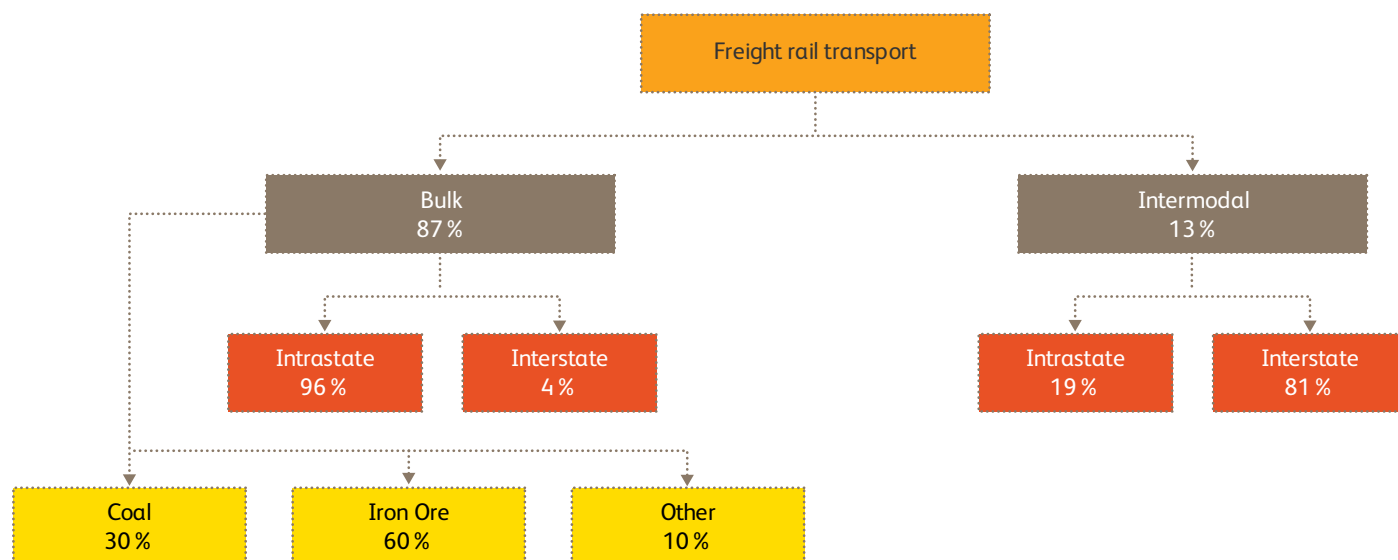 Freight rail transport
Bulk
87 %
Intermodal
13 %
Intrastate
96 %
Interstate
4 %
Intrastate
19 %
Interstate
81 %
Coal
30 %
Iron Ore
60 %
Other
10 %